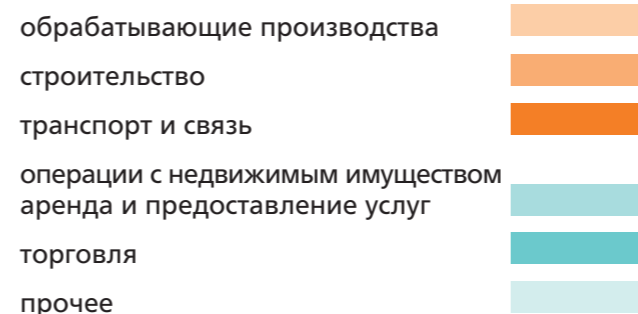 обрабатывающие производства
строительство
транспорт и связь
операции с недвижимым имуществом
аренда и предоставление услуг
торговля
прочее